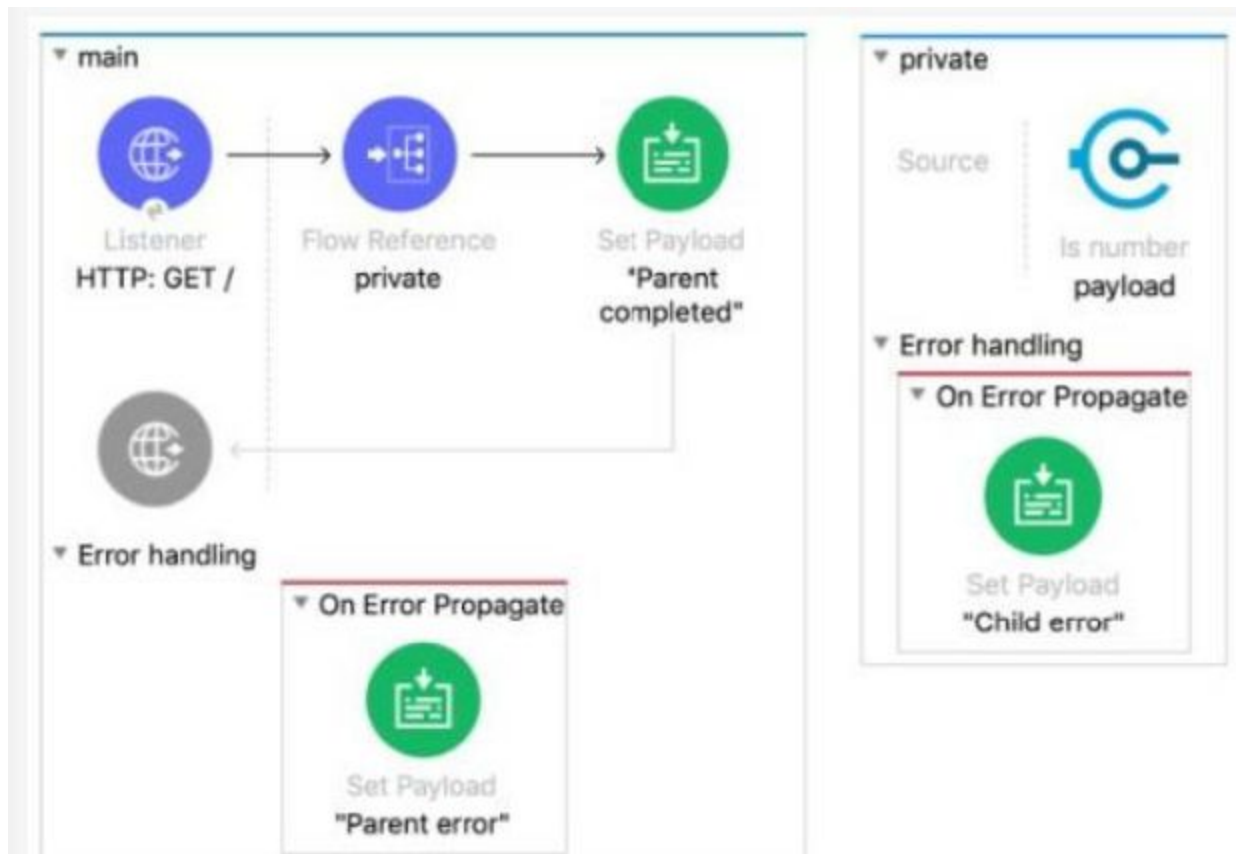 main
Listener
HTTP: GET /
Flow Reference
private
Set Payload
"Parent
completed"
Error handling
On Error Propagate
Set Payload
"Parent error"
private
Source
Is number
payload
Error handling
On Error Propagate
Set Payload
"Child error"